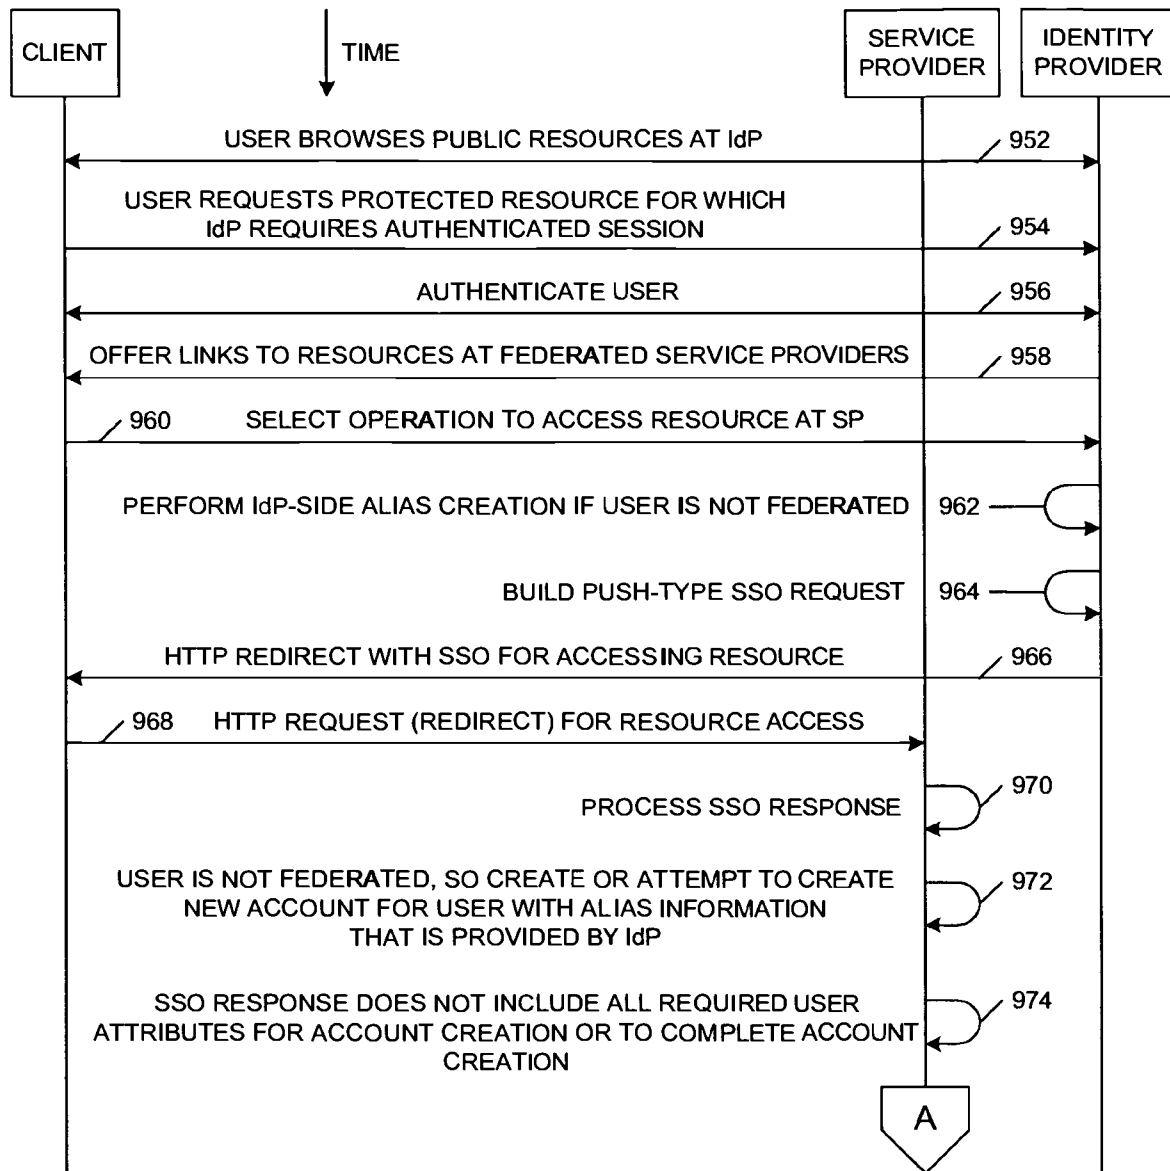 CLIENT
TIME
SERVICE
PROVIDER
IDENTITY
PROVIDER
USER BROWSES PUBLIC RESOURCES AT IdP
952
USER REQUESTS PROTECTED RESOURCE FOR WHICH
IdP REQUIRES AUTHENTICATED SESSION
954
AUTHENTICATE USER
956
OFFER LINKS TO RESOURCES AT FEDERATED SERVICE PROVIDERS
958
960
SELECT OPERATION TO ACCESS RESOURCE AT SP
PERFORM IdP-SIDE ALIAS CREATION IF USER IS NOT FEDERATED
962
BUILD PUSH-TYPE SSO REQUEST
964
HTTP REDIRECT WITH SSO FOR ACCESSING RESOURCE
966
968
HTTP REQUEST (REDIRECT) FOR RESOURCE ACCESS
PROCESS SSO RESPONSE
970
USER IS NOT FEDERATED, SO CREATE OR ATTEMPT TO CREATE
NEW ACCOUNT FOR USER WITH ALIAS INFORMATION
THAT IS PROVIDED BY IdP
972
SSO RESPONSE DOES NOT INCLUDE ALL REQUIRED USER
ATTRIBUTES FOR ACCOUNT CREATION OR TO COMPLETE ACCOUNT
CREATION
974
A